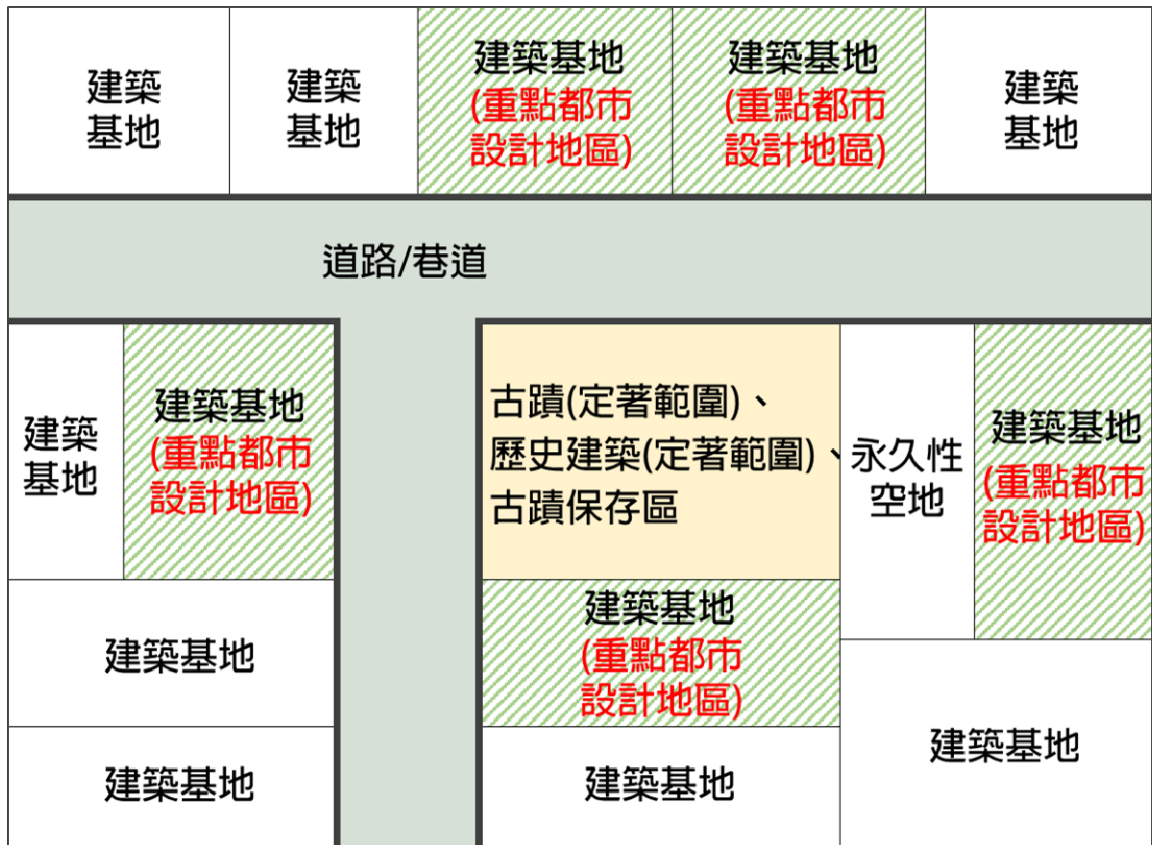 建築
基地
建築
基地
建築基地
(重點都市
設計地區)
建築基地
(重點都市
設計地區)
建築
基地
道路/巷道
建築
基地
建築基地
(重點都市
設計地區)
古蹟(定著範圍)、
歷史建築(定著範圍)、
古蹟保存區
永久性
空地
建築基地
(重點都市
設計地區)
建築基地
建築基地
(重點都市
設計地區)
建築基地
建築基地
建築基地